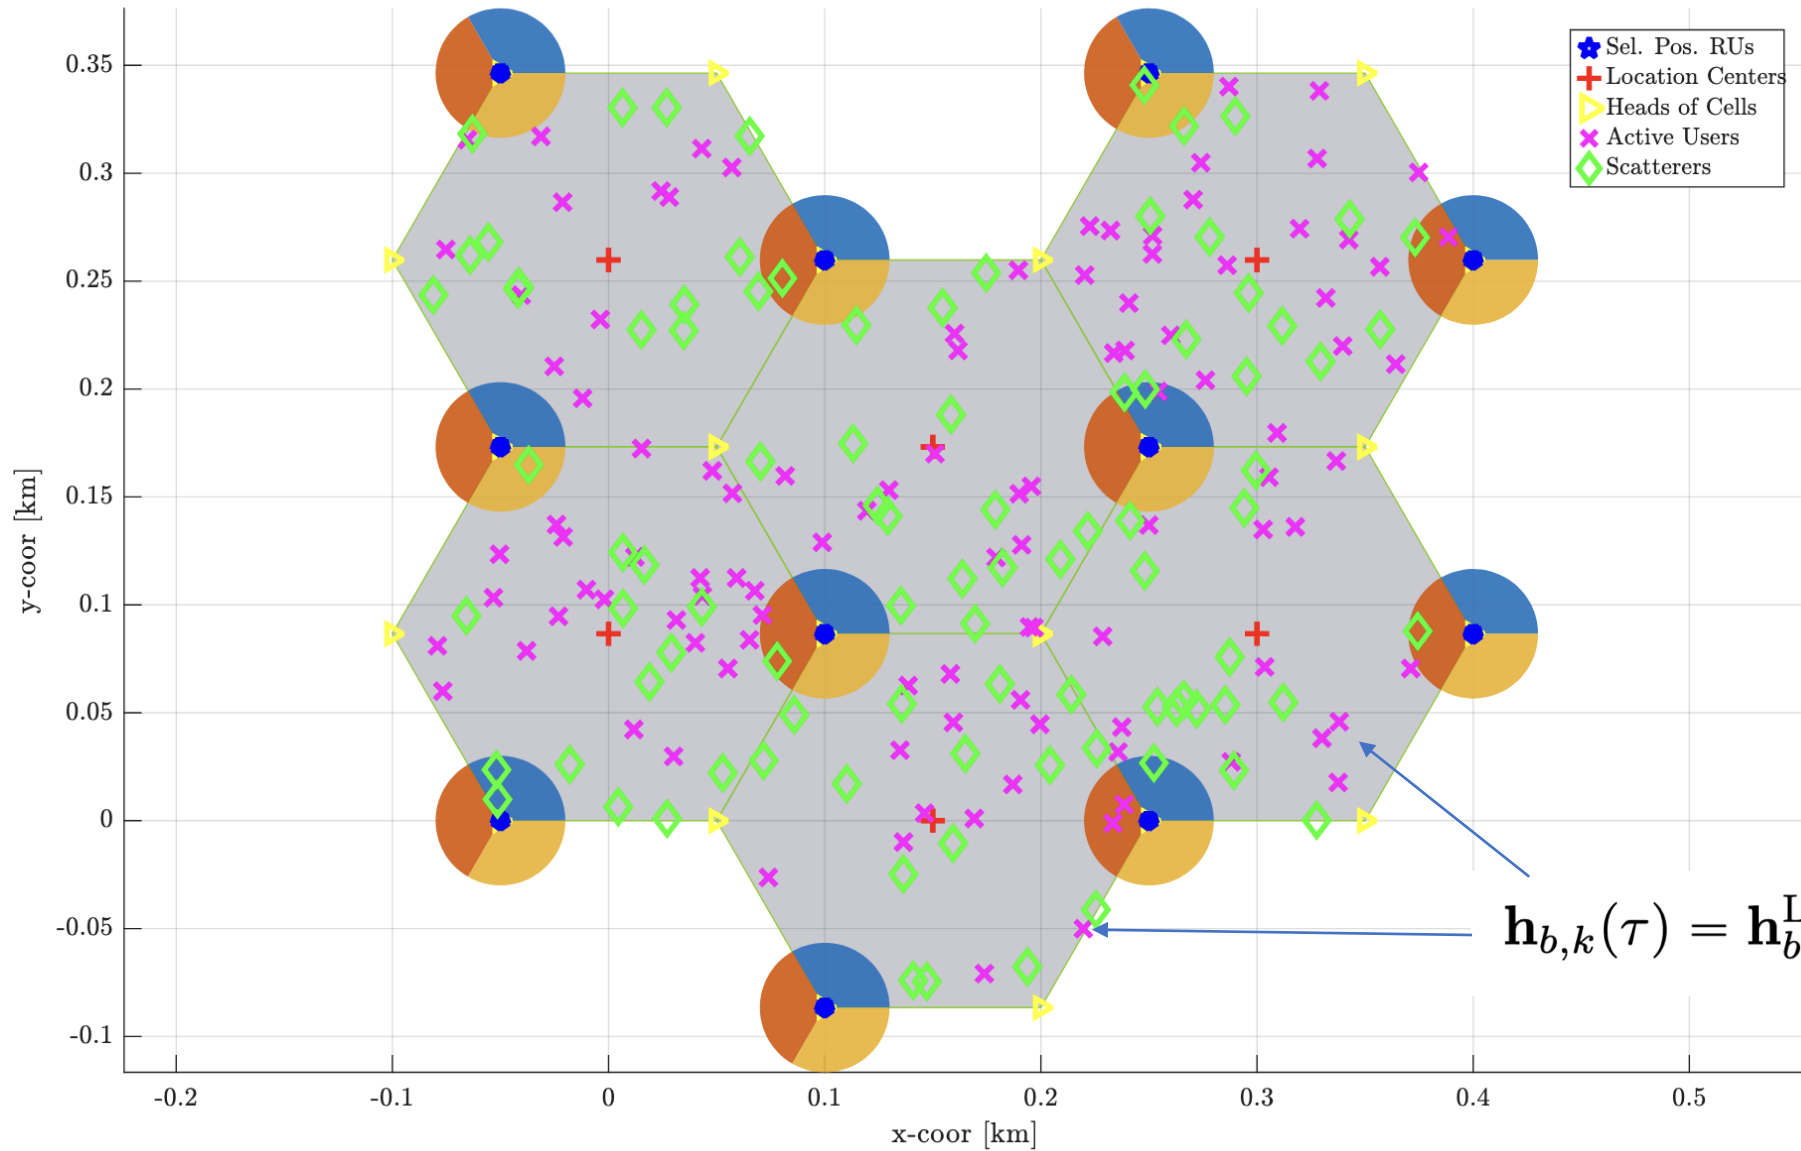 Sel. Pos. RUs
Location Centers
Heads of Cells
Active Users
Scatterers
0.35
0.3
0.25
0.2
0.15
0.1
0.05
0
-0.05
-0.1
y-coor [km]
-0.2 -0.1 0 0.1 0.2 0.3 0.4 0.5
x-coor [km]
h_{b,k}(τ) = h_b^L